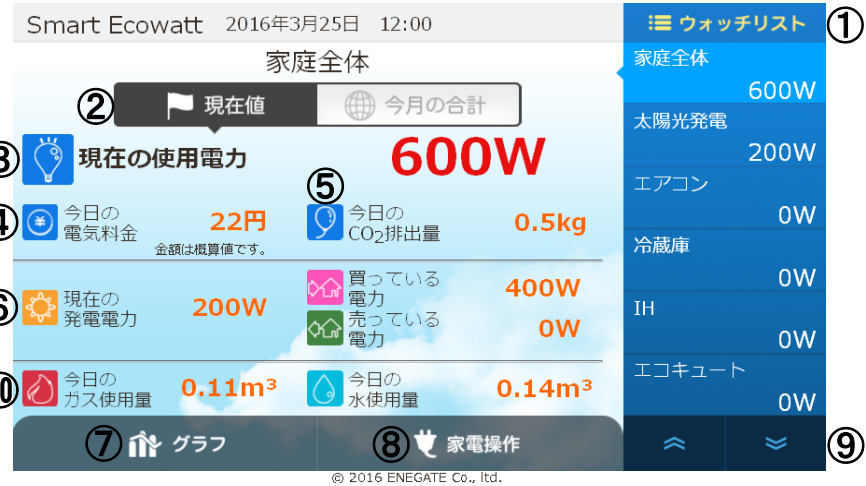 Smart Ecowatt 2016年3月25日 12:00
家庭全体
② 現在値 今月の合計
③ 現在の使用電力 600W
④ 今日の
電気料金 22円
金額は概算値です。
⑤ 今日の
CO₂排出量 0.5kg
⑥ 現在の
発電電力 200W
買っている
電力 400W
売っている
電力 0W
⑩ 今日の
ガス使用量 0.11m³
今日の
水使用量 0.14m³
⑦ グラフ ⑧ 家電操作
ウォッチリスト ①
家庭全体
600W
太陽光発電
200W
エアコン
0W
冷蔵庫
0W
IH
0W
エコキュート
0W
⑨
© 2016 ENEGATE Co., ltd.